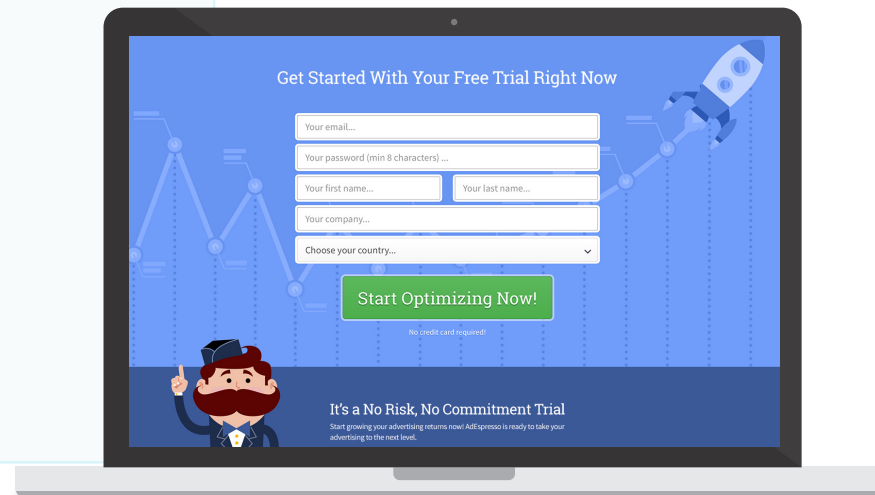 Get Started With Your Free Trial Right Now
Your email...
Your password (min 8 characters) ...
Your first name...
Your last name...
Your company...
Choose your country...
Start Optimizing Now!
No credit card required!
It's a No Risk, No Commitment Trial
Start growing your advertising returns now! AdEspresso is ready to take your
advertising to the next level.